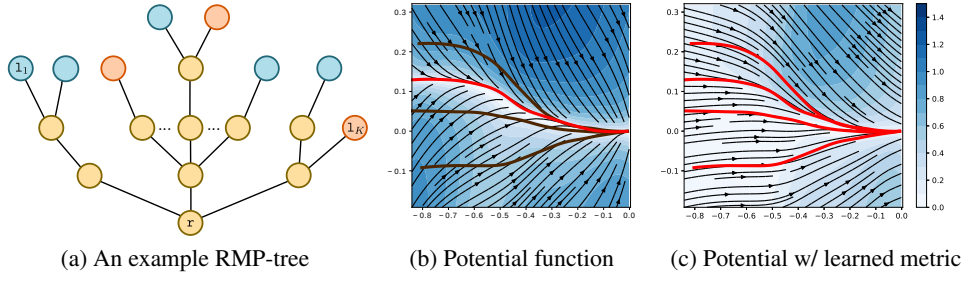 1₁
1_K
... ...
r
(a) An example RMP-tree
0.3
0.2
0.1
0.0
−0.1
−0.8 −0.7 −0.6 −0.5 −0.4 −0.3 −0.2 −0.1 0.0
(b) Potential function
0.3
0.2
0.1
0.0
−0.1
−0.8 −0.7 −0.6 −0.5 −0.4 −0.3 −0.2 −0.1 0.0
1.4
1.2
1.0
0.8
0.6
0.4
0.2
0.0
(c) Potential w/ learned metric